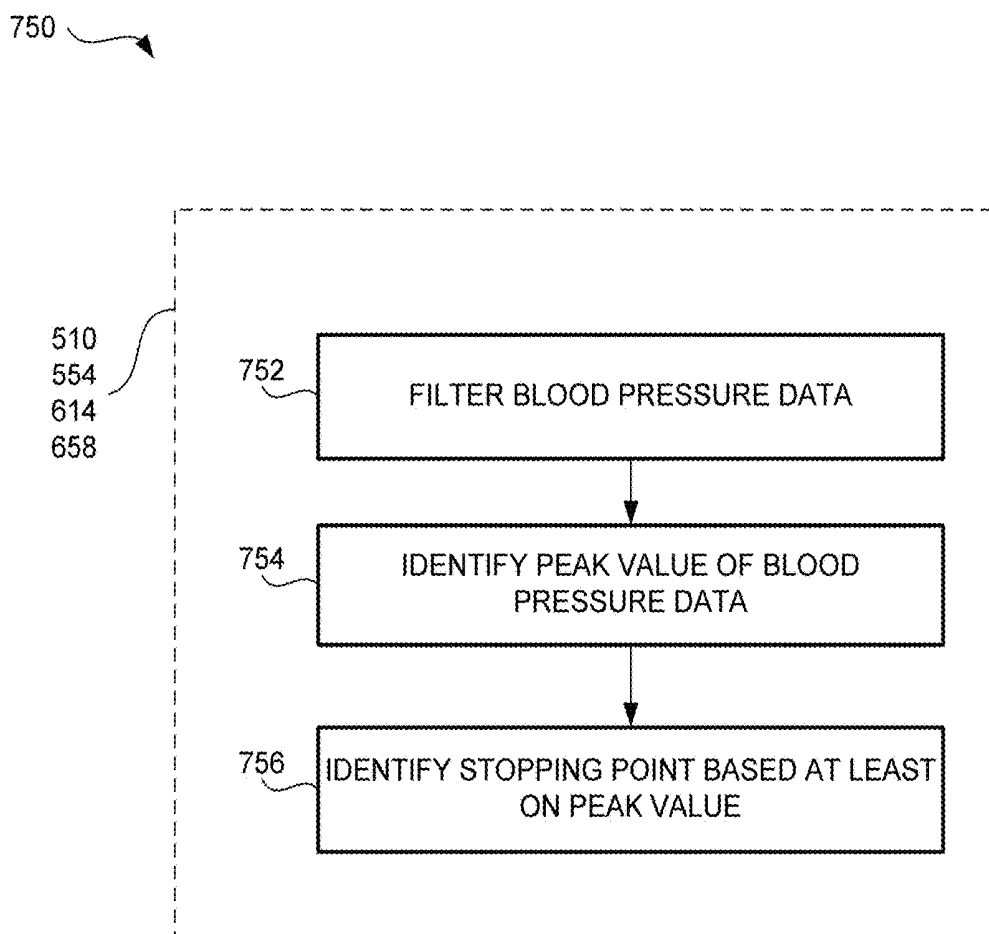 750
510
554
614
658
752
FILTER BLOOD PRESSURE DATA
754
IDENTIFY PEAK VALUE OF BLOOD
PRESSURE DATA
756
IDENTIFY STOPPING POINT BASED AT LEAST
ON PEAK VALUE